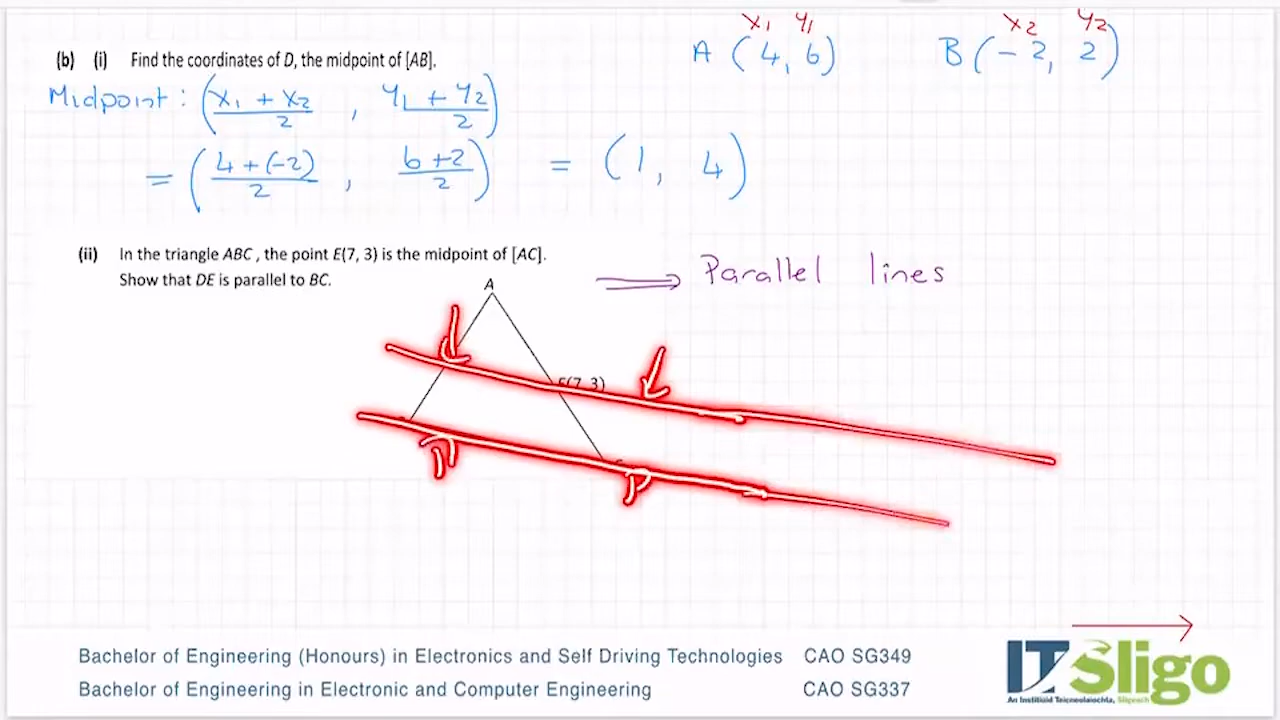 x₁ y₁ x₂ y₂
A (4, 6) B (-2, 2)
(b) (i) Find the coordinates of D, the midpoint of [AB].
Midpoint: (x₁ + x₂ / 2 , y₁ + y₂ / 2)
= (4 + (-2) / 2 , 6 + 2 / 2) = (1, 4)
(ii) In the triangle ABC , the point E(7, 3) is the midpoint of [AC].
Show that DE is parallel to BC.
⟹ Parallel lines
A
E(7, 3)
Bachelor of Engineering (Honours) in Electronics and Self Driving Technologies CAO SG349
Bachelor of Engineering in Electronic and Computer Engineering CAO SG337
IT Sligo
An Institiúid Teicneolaíochta, Sligeach